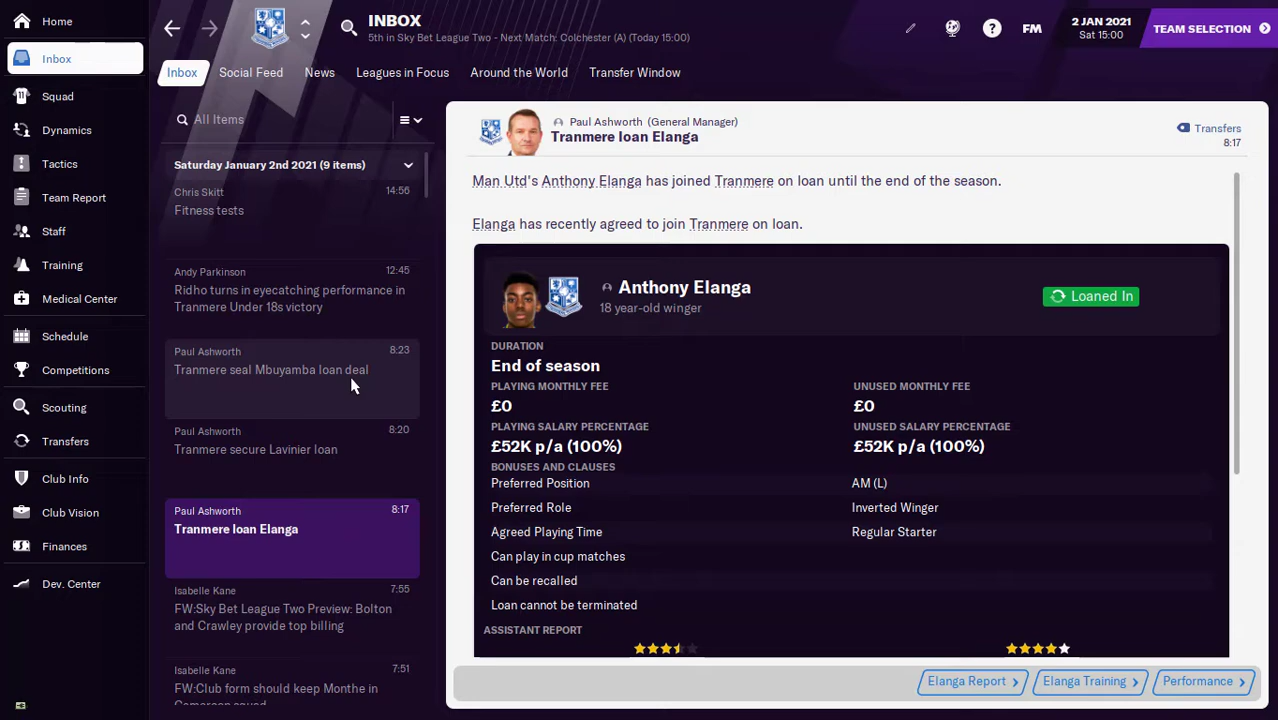 Home
Inbox
Squad
Dynamics
Tactics
Team Report
Staff
Training
Medical Center
Schedule
Competitions
Scouting
Transfers
Club Info
Club Vision
Finances
Dev. Center
INBOX
5th in Sky Bet League Two - Next Match: Colchester (A) (Today 15:00)
FM
2 JAN 2021
Sat 15:00
TEAM SELECTION
Inbox Social Feed News Leagues in Focus Around the World Transfer Window
All Items
Saturday January 2nd 2021 (9 items)
Chris Skitt 14:56
Fitness tests
Andy Parkinson 12:45
Ridho turns in eyecatching performance in
Tranmere Under 18s victory
Paul Ashworth 8:23
Tranmere seal Mbuyamba loan deal
Paul Ashworth 8:20
Tranmere secure Lavinier loan
Paul Ashworth 8:17
Tranmere loan Elanga
Isabelle Kane 7:55
FW:Sky Bet League Two Preview: Bolton
and Crawley provide top billing
Isabelle Kane 7:51
FW:Club form should keep Monthe in
Cameroon squad
Paul Ashworth (General Manager)
Tranmere loan Elanga
Transfers
8:17
Man Utd's Anthony Elanga has joined Tranmere on loan until the end of the season.
Elanga has recently agreed to join Tranmere on loan.
Anthony Elanga
18 year-old winger
Loaned In
DURATION
End of season
PLAYING MONTHLY FEE UNUSED MONTHLY FEE
£0 £0
PLAYING SALARY PERCENTAGE UNUSED SALARY PERCENTAGE
£52K p/a (100%) £52K p/a (100%)
BONUSES AND CLAUSES
Preferred Position AM (L)
Preferred Role Inverted Winger
Agreed Playing Time Regular Starter
Can play in cup matches
Can be recalled
Loan cannot be terminated
ASSISTANT REPORT
Elanga Report Elanga Training Performance